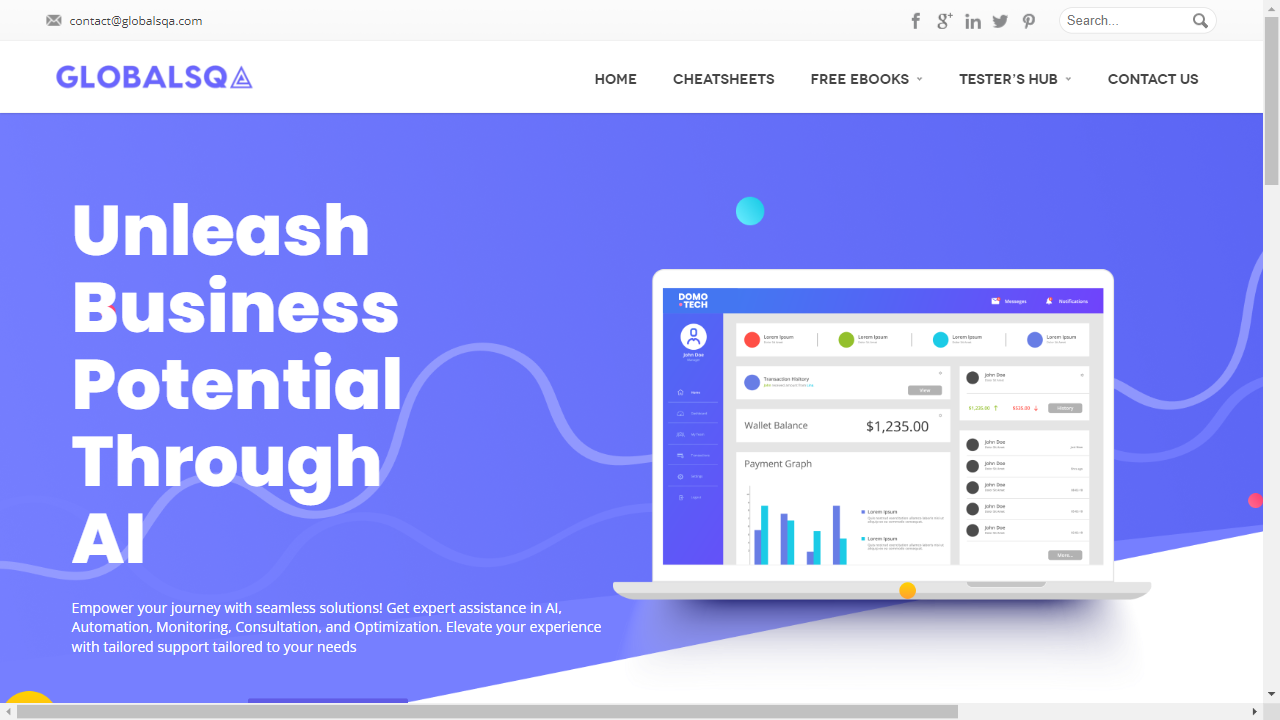 contact@globalsqa.com
Search...
GLOBALSQA
HOME CHEATSHEETS FREE EBOOKS TESTER'S HUB CONTACT US
Unleash
Business
Potential
Through
AI
Empower your journey with seamless solutions! Get expert assistance in AI,
Automation, Monitoring, Consultation, and Optimization. Elevate your experience
with tailored support tailored to your needs
DOMO
TECH
Messages
Notifications
John Doe
Lorem Ipsum
Lorem Ipsum
Lorem Ipsum
Lorem Ipsum
Transaction History
View
Wallet Balance $1,235.00
Payment Graph
Lorem Ipsum
Lorem Ipsum
John Doe
$1,235.00
$515.00
History
John Doe
John Doe
John Doe
John Doe
John Doe
More...